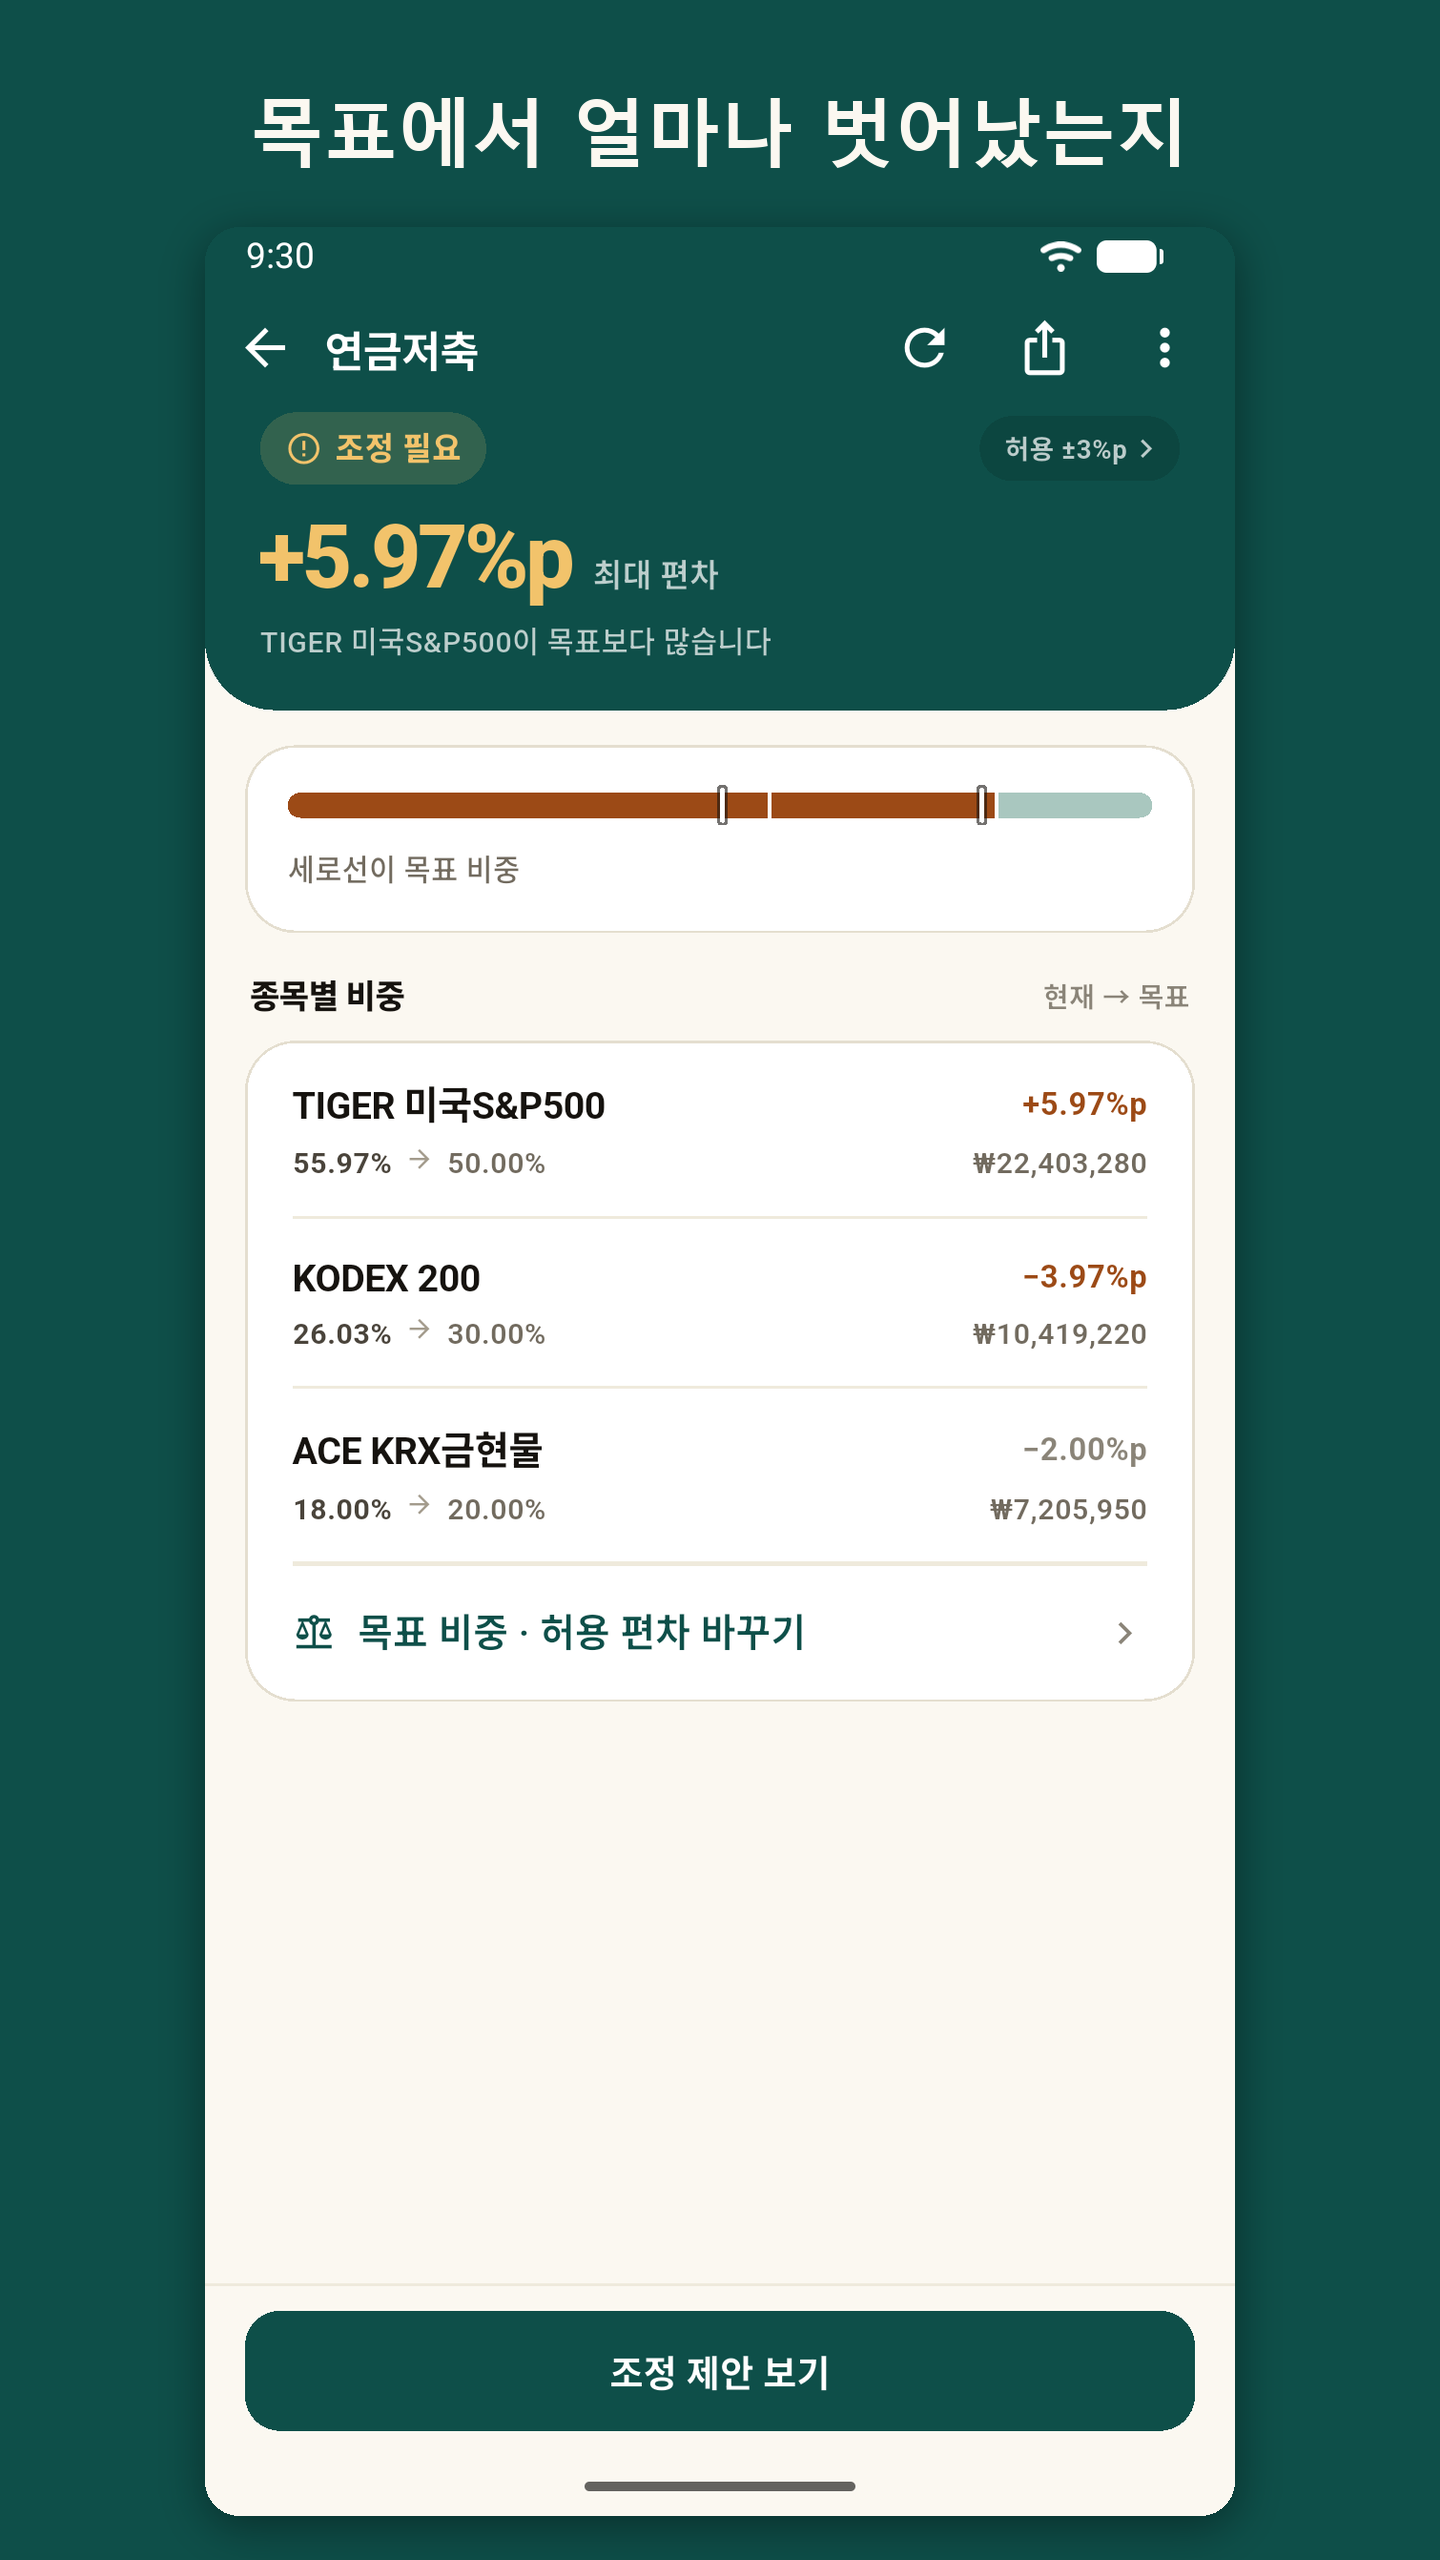 목표에서 얼마나 벗어났는지
9:30
연금저축
조정 필요
허용 ±3%p
+5.97%p 최대 편차
TIGER 미국S&P500이 목표보다 많습니다
세로선이 목표 비중
종목별 비중
현재 → 목표
TIGER 미국S&P500
+5.97%p
55.97% → 50.00%
₩22,403,280
KODEX 200
−3.97%p
26.03% → 30.00%
₩10,419,220
ACE KRX금현물
−2.00%p
18.00% → 20.00%
₩7,205,950
목표 비중 · 허용 편차 바꾸기
조정 제안 보기